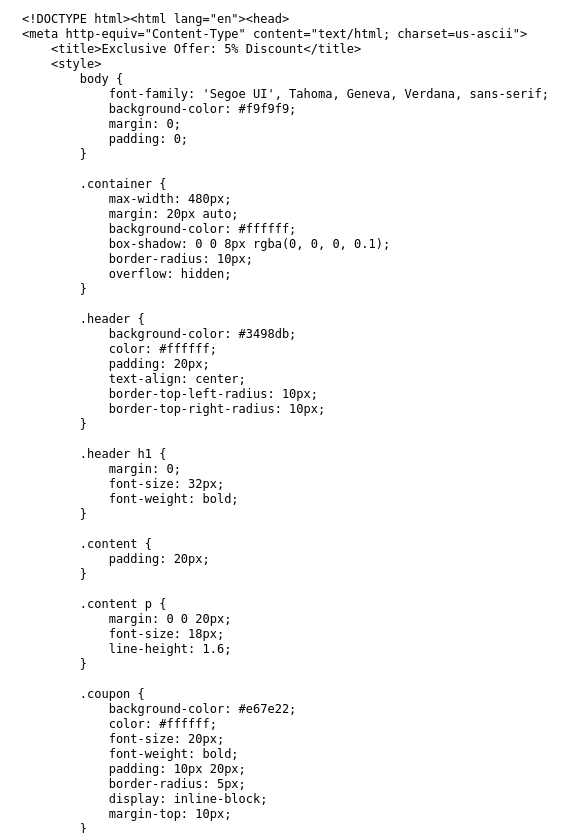 <!DOCTYPE html><html lang="en"><head>
<meta http-equiv="Content-Type" content="text/html; charset=us-ascii">
    <title>Exclusive Offer: 5% Discount</title>
    <style>
        body {
            font-family: 'Segoe UI', Tahoma, Geneva, Verdana, sans-serif;
            background-color: #f9f9f9;
            margin: 0;
            padding: 0;
        }

        .container {
            max-width: 480px;
            margin: 20px auto;
            background-color: #ffffff;
            box-shadow: 0 0 8px rgba(0, 0, 0, 0.1);
            border-radius: 10px;
            overflow: hidden;
        }

        .header {
            background-color: #3498db;
            color: #ffffff;
            padding: 20px;
            text-align: center;
            border-top-left-radius: 10px;
            border-top-right-radius: 10px;
        }

        .header h1 {
            margin: 0;
            font-size: 32px;
            font-weight: bold;
        }

        .content {
            padding: 20px;
        }

        .content p {
            margin: 0 0 20px;
            font-size: 18px;
            line-height: 1.6;
        }

        .coupon {
            background-color: #e67e22;
            color: #ffffff;
            font-size: 20px;
            font-weight: bold;
            padding: 10px 20px;
            border-radius: 5px;
            display: inline-block;
            margin-top: 10px;
        }